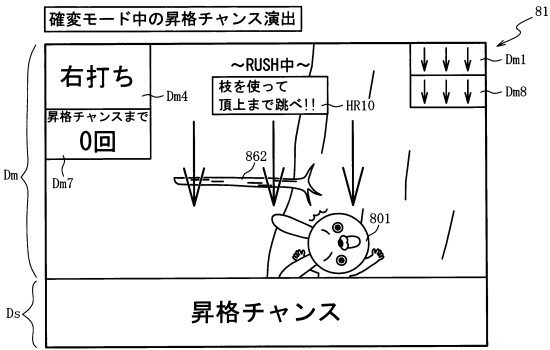 確変モード中の昇格チャンス演出
81
右打ち
Dm4
昇格チャンスまで
0回
Dm7
～RUSH中～
枝を使って
頂上まで跳べ!!
HR10
Dm1
Dm8
862
801
Dm
昇格チャンス
Ds